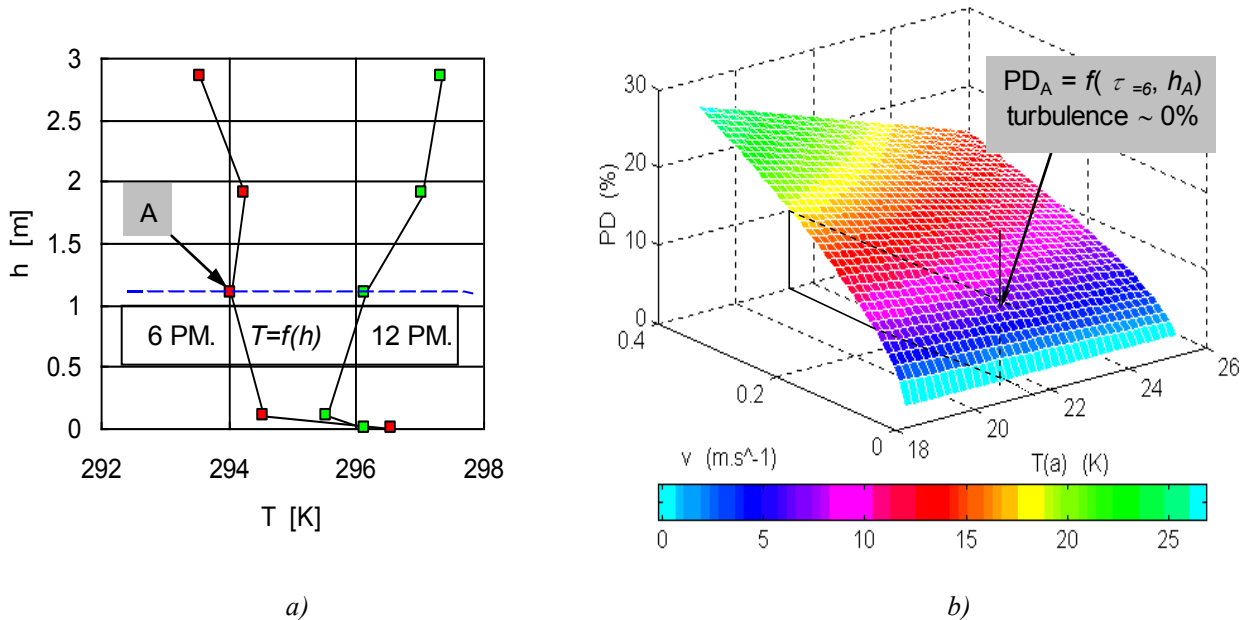 3
2.5
2
1.5
1
0.5
0
h [m]
A
6 PM. T=f(h) 12 PM.
292 294 296 298
T [K]
a)
30
20
10
0
PD (%)
PD_A = f( τ =6, h_A)
turbulence ~ 0%
0.4
0.2
0
18
20
22
24
26
v (m.s^-1)
T(a) (K)
0 5 10 15 20 25
b)